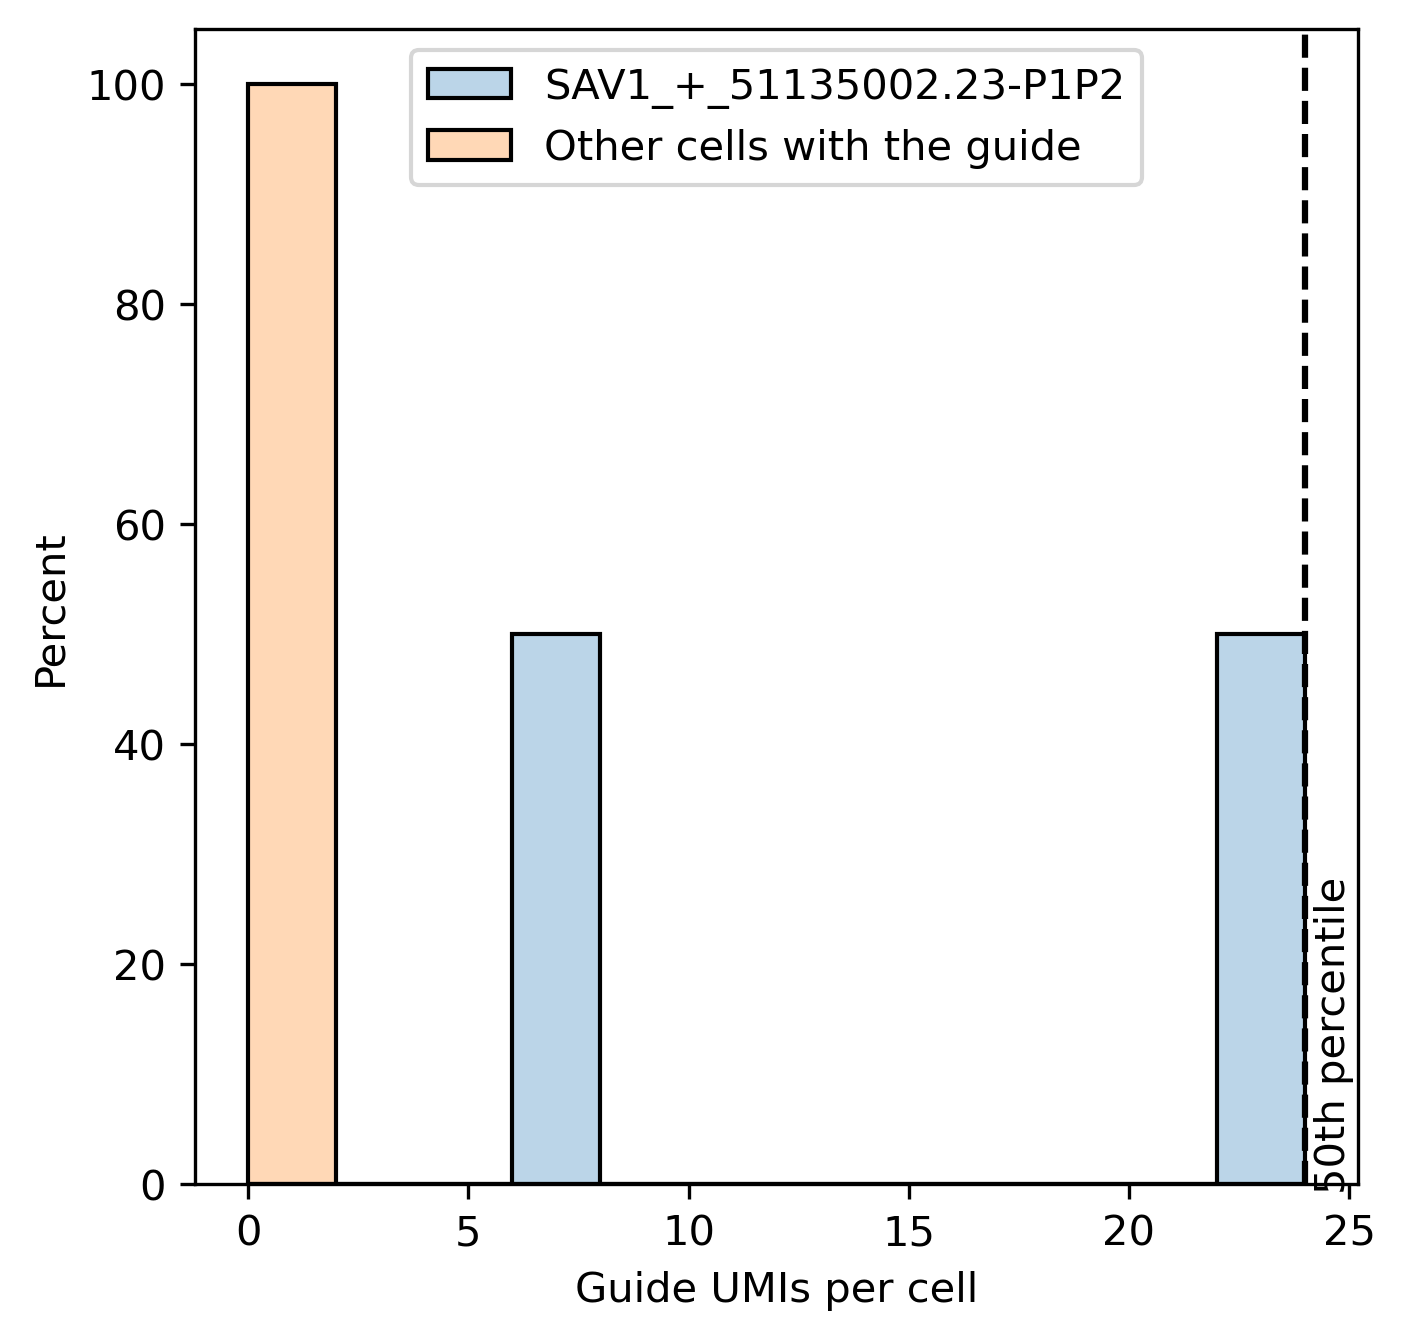 SAV1_+_51135002.23-P1P2
Other cells with the guide
100
80
60
40
20
0
Percent
50th percentile
0 5 10 15 20 25
Guide UMIs per cell